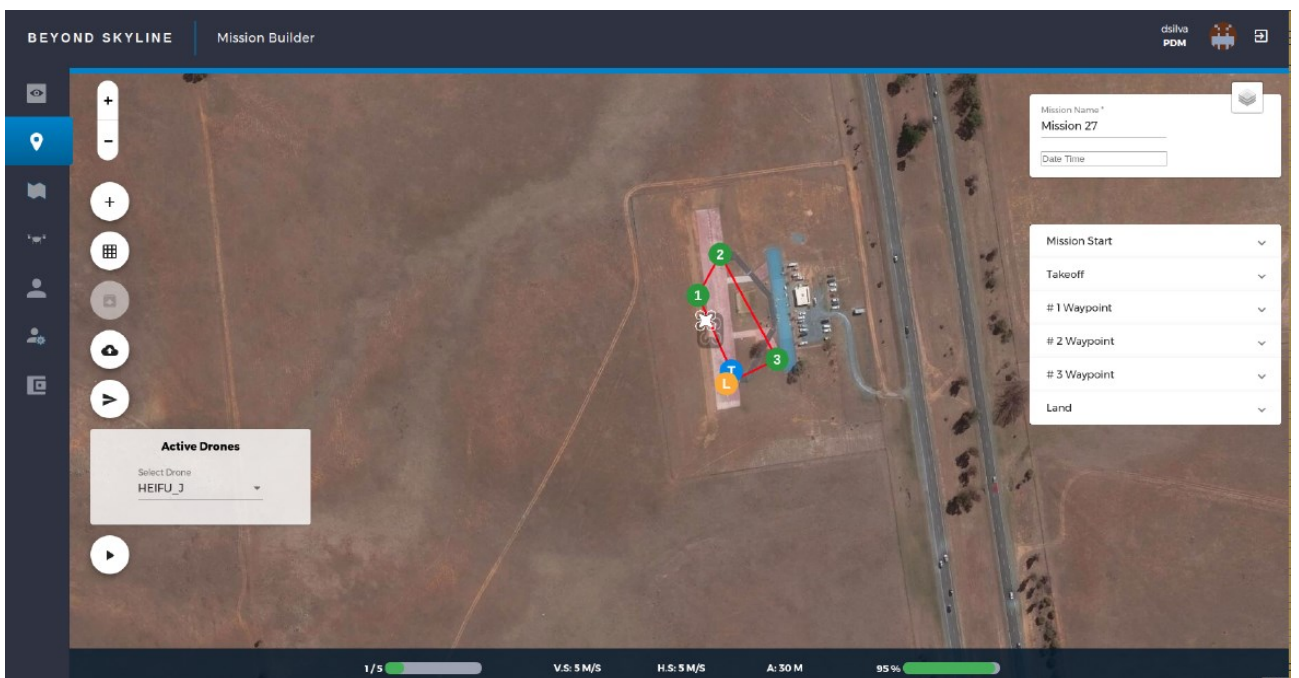 BEYOND SKYLINE
Mission Builder
dsilva
PDM
+
-
+
Mission Name *
Mission 27
Date Time
Mission Start
Takeoff
# 1 Waypoint
# 2 Waypoint
# 3 Waypoint
Land
2
1
3
T
L
Active Drones
Select Drone
HEIFU_J
1/5
V.S: 5 M/S
H.S: 5 M/S
A: 30 M
95 %